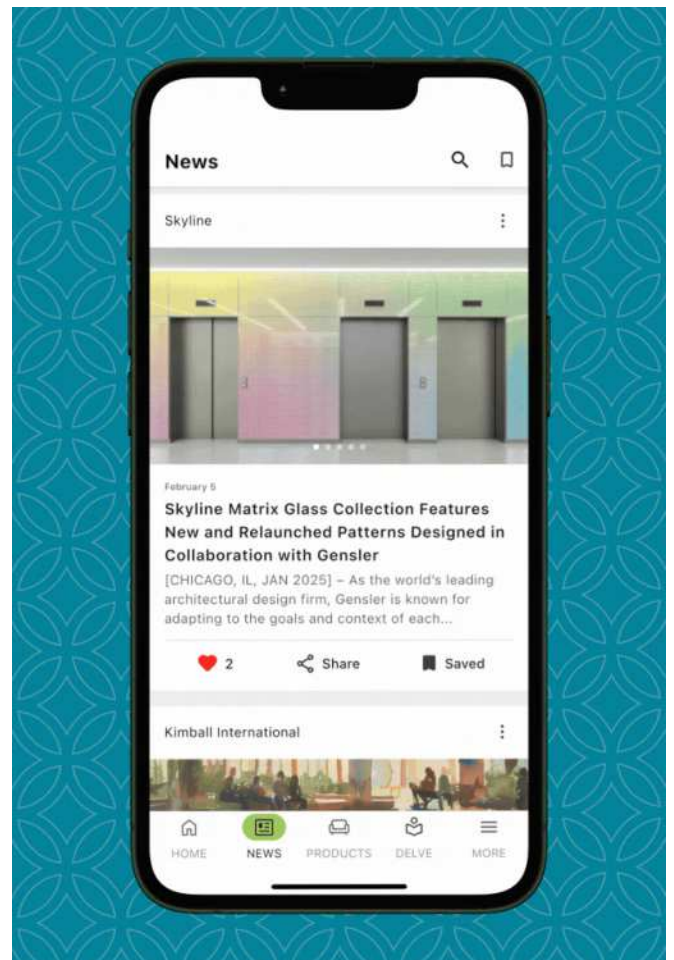 News
Skyline
February 5
Skyline Matrix Glass Collection Features
New and Relaunched Patterns Designed in
Collaboration with Gensler
[CHICAGO, IL, JAN 2025] – As the world's leading
architectural design firm, Gensler is known for
adapting to the goals and context of each...
2 Share Saved
Kimball International
HOME NEWS PRODUCTS DELVE MORE